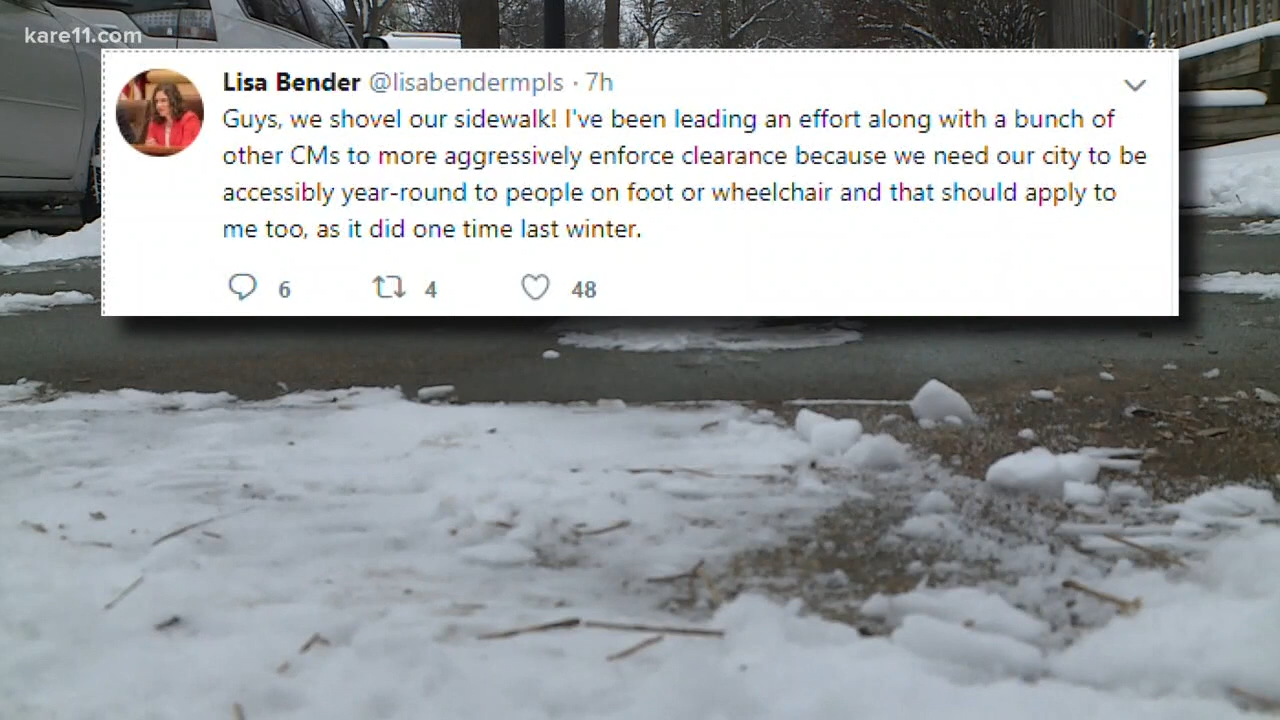 kare11.com
Lisa Bender @lisabendermpls · 7h
Guys, we shovel our sidewalk! I've been leading an effort along with a bunch of
other CMs to more aggressively enforce clearance because we need our city to be
accessibly year-round to people on foot or wheelchair and that should apply to
me too, as it did one time last winter.
6 4 48